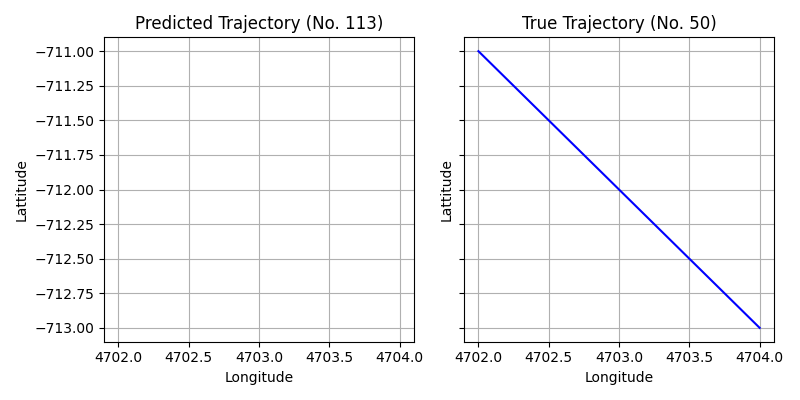 Predicted Trajectory (No. 113)
−711.00
−711.25
−711.50
−711.75
−712.00
−712.25
−712.50
−712.75
−713.00
Lattitude
4702.0 4702.5 4703.0 4703.5 4704.0
Longitude
True Trajectory (No. 50)
Lattitude
4702.0 4702.5 4703.0 4703.5 4704.0
Longitude